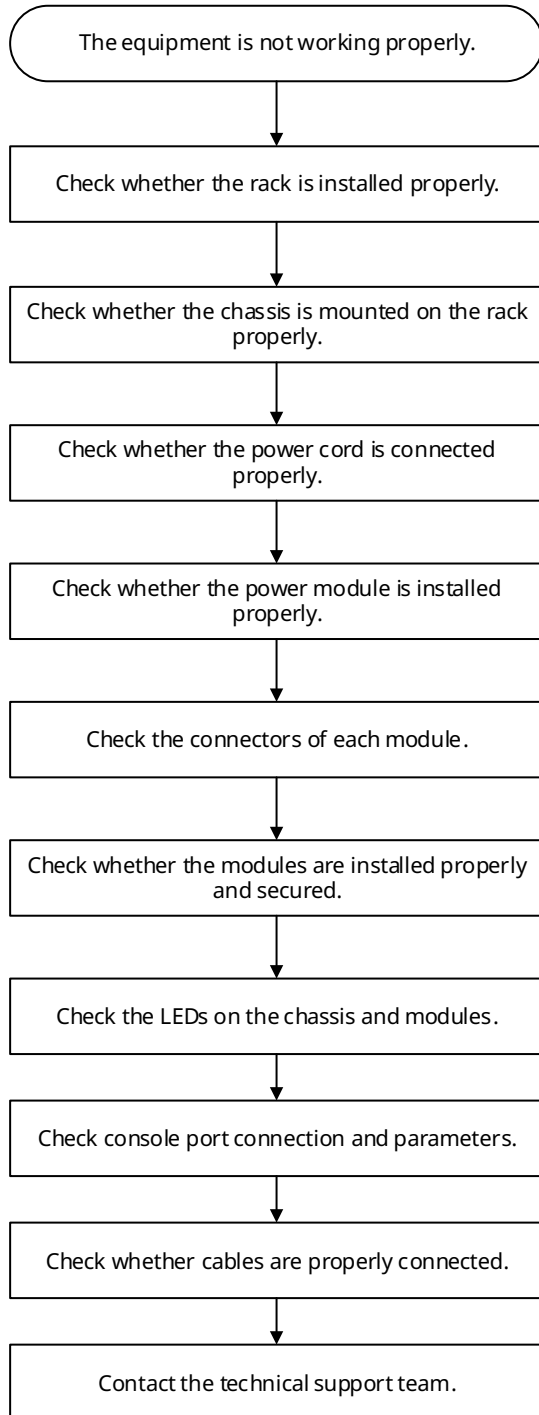 The equipment is not working properly.
Check whether the rack is installed properly.
Check whether the chassis is mounted on the rack
properly.
Check whether the power cord is connected
properly.
Check whether the power module is installed
properly.
Check the connectors of each module.
Check whether the modules are installed properly
and secured.
Check the LEDs on the chassis and modules.
Check console port connection and parameters.
Check whether cables are properly connected.
Contact the technical support team.